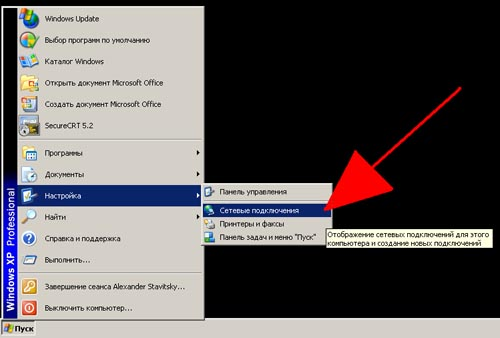 Windows Update
Выбор программ по умолчанию
Каталог Windows
Открыть документ Microsoft Office
Создать документ Microsoft Office
SecureCRT 5.2
Программы
Документы
Настройка
Найти
Справка и поддержка
Выполнить...
Завершение сеанса Alexander Stavitsky...
Выключить компьютер...
Windows XP Professional
Панель управления
Сетевые подключения
Принтеры и факсы
Панель задач и меню "Пуск"
Отображение сетевых подключений для этого
компьютера и создание новых подключений
Пуск